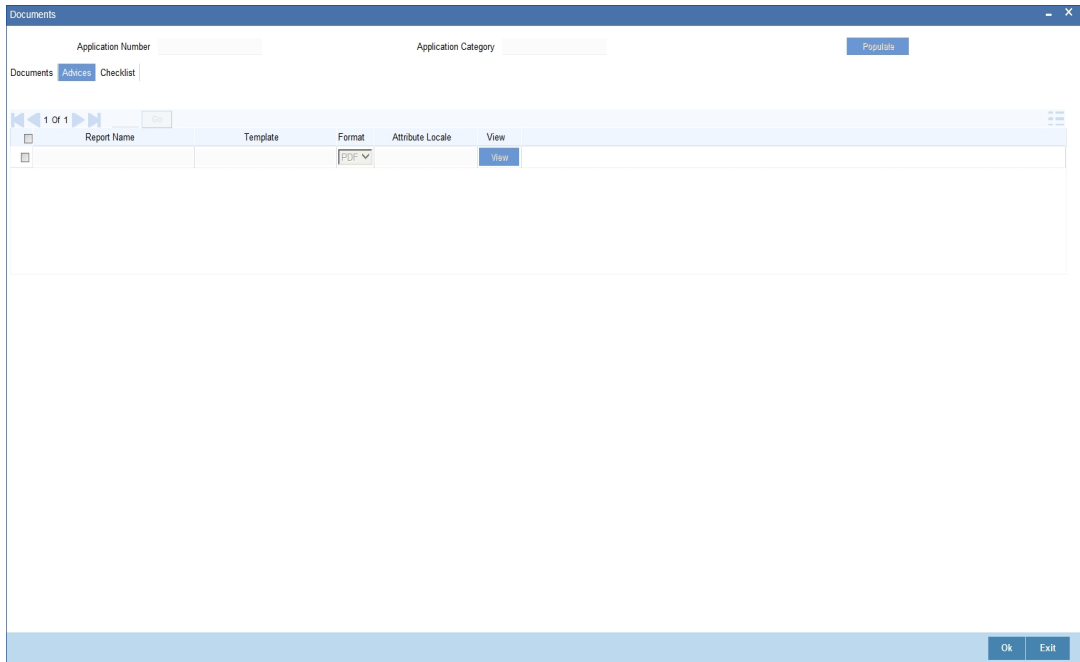 Documents
Application Number Application Category Populate
Documents Advices Checklist
1 Of 1 Go
Report Name Template Format Attribute Locale View
PDF View
Ok Exit